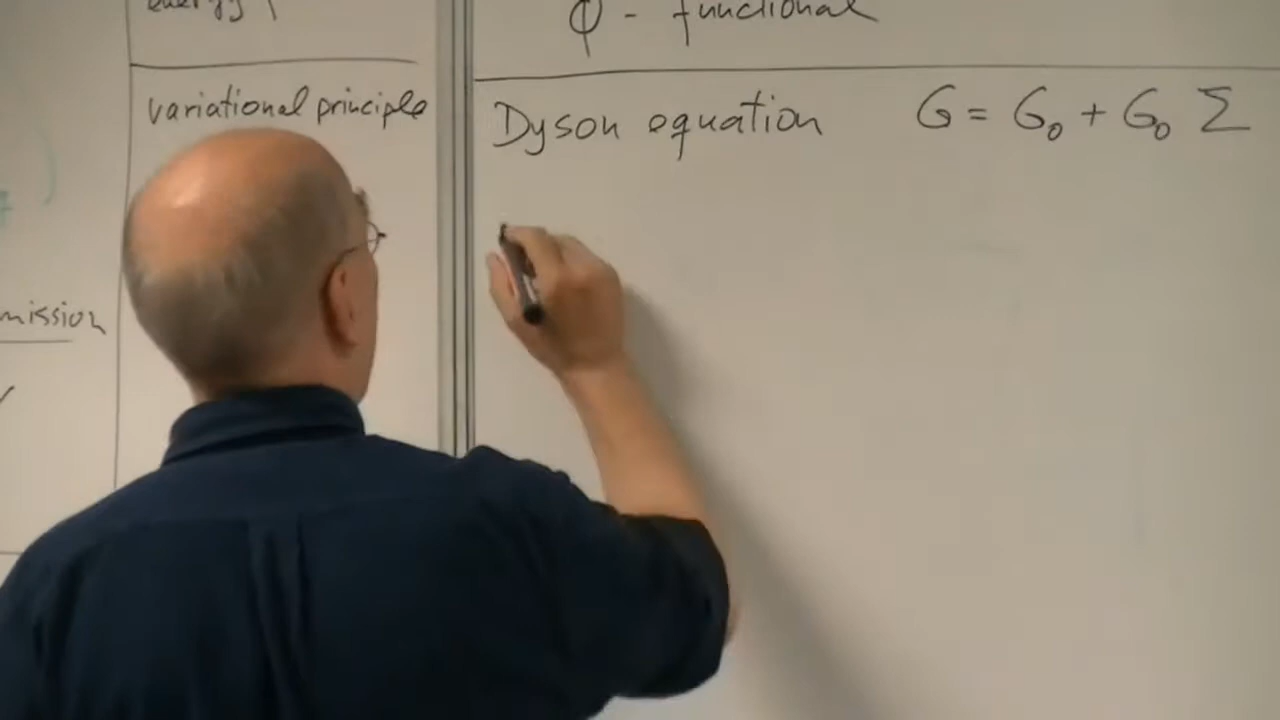 energy
Φ - functional
variational principle
Dyson equation G = G₀ + G₀ Σ
mission